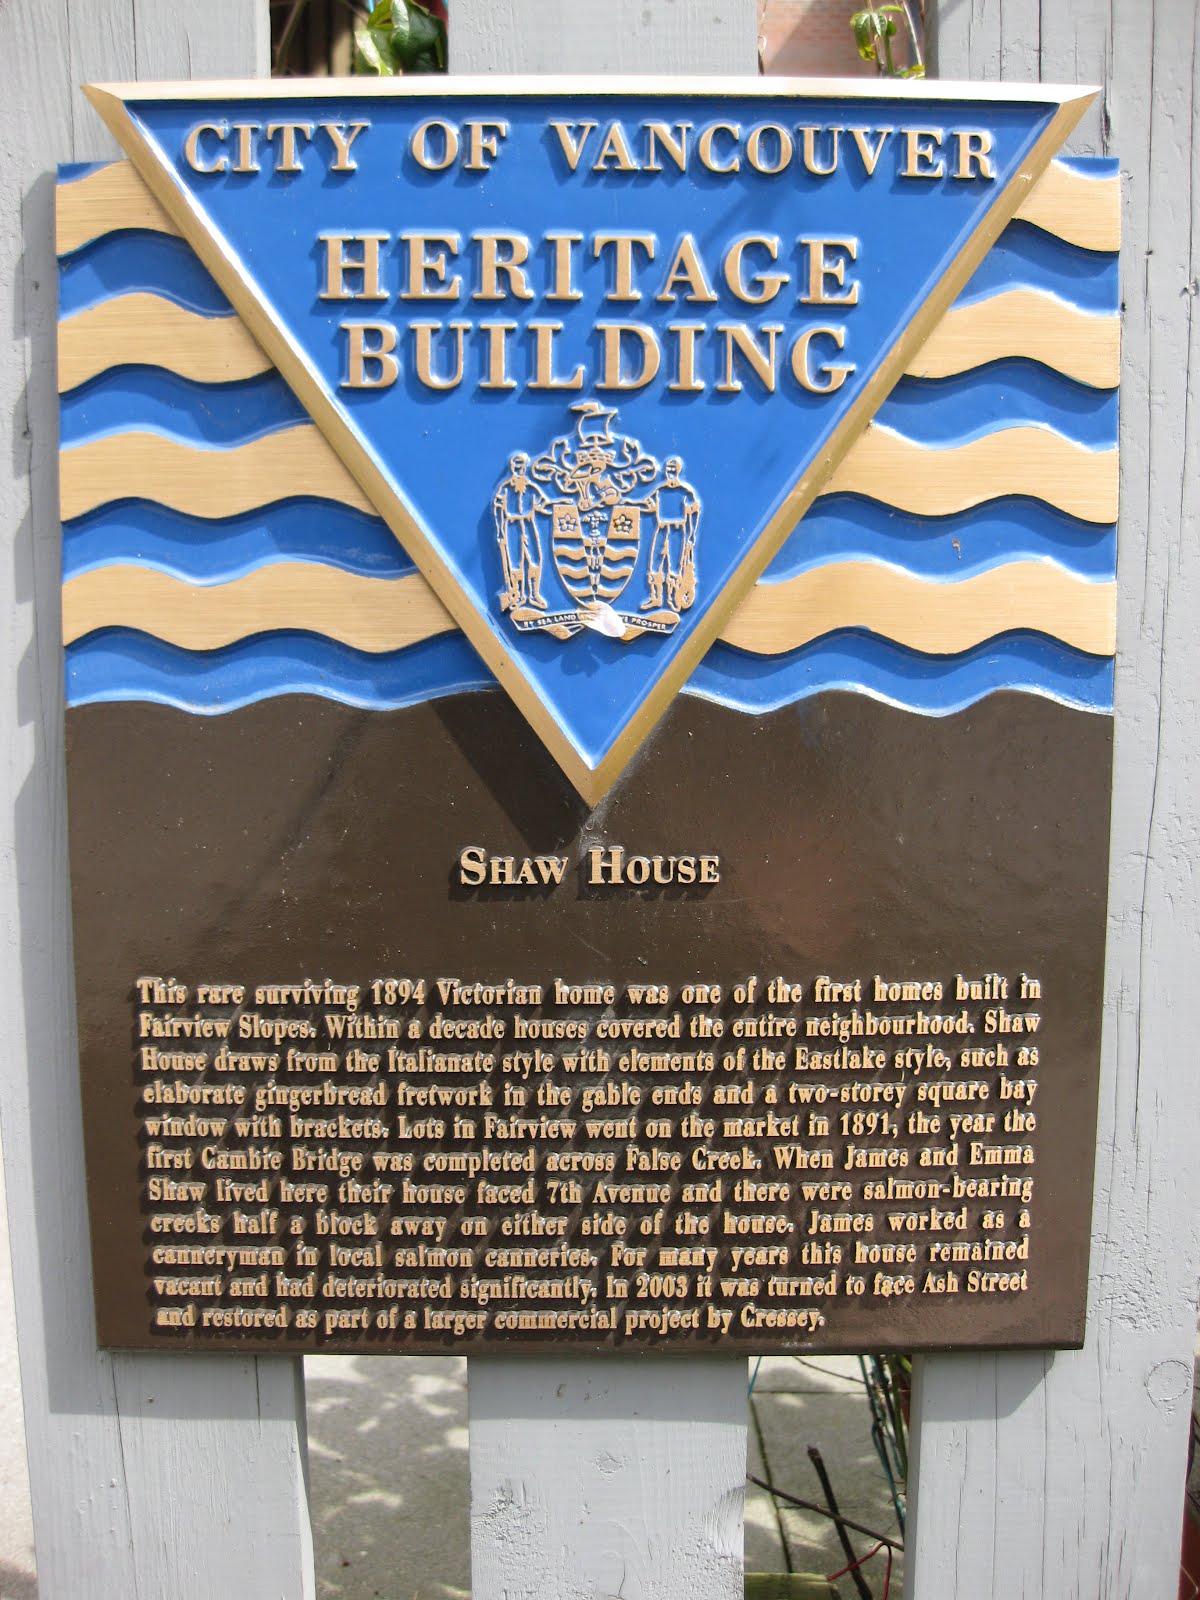 CITY OF VANCOUVER
HERITAGE
BUILDING
BY SEA LAND PROSPER
SHAW HOUSE
This rare surviving 1894 Victorian home was one of the first homes built in
Fairview Slopes. Within a decade houses covered the entire neighbourhood. Shaw
House draws from the Italianate style with elements of the Eastlake style, such as
elaborate gingerbread fretwork in the gable ends and a two-storey square bay
window with brackets. Lots in Fairview went on the market in 1891, the year the
first Cambie Bridge was completed across False Creek. When James and Emma
Shaw lived here their house faced 7th Avenue and there were salmon-bearing
creeks half a block away on either side of the house. James worked as a
canneryman in local salmon canneries. For many years this house remained
vacant and had deteriorated significantly. In 2003 it was turned to face Ash Street
and restored as part of a larger commercial project by Cressey.